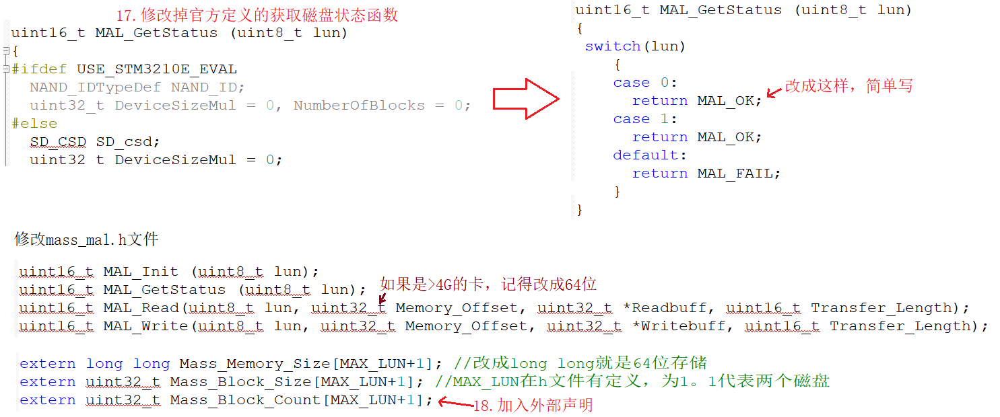 17.修改掉官方定义的获取磁盘状态函数
uint16_t MAL_GetStatus (uint8_t lun)
{
#ifdef USE_STM3210E_EVAL
NAND_IDTypeDef NAND_ID;
uint32_t DeviceSizeMul = 0, NumberOfBlocks = 0;
#else
SD_CSD SD_csd;
uint32 t DeviceSizeMul = 0;
uint16_t MAL_GetStatus (uint8_t lun)
{
switch(lun)
{
case 0:
return MAL_OK;
改成这样，简单写
case 1:
return MAL_OK;
default:
return MAL_FAIL;
}
}
修改mass_mal.h文件
uint16_t MAL_Init (uint8_t lun);
uint16_t MAL_GetStatus (uint8_t lun);
如果是>4G的卡，记得改成64位
uint16_t MAL_Read(uint8_t lun, uint32_t Memory_Offset, uint32_t *Readbuff, uint16_t Transfer_Length);
uint16_t MAL_Write(uint8_t lun, uint32_t Memory_Offset, uint32_t *Writebuff, uint16_t Transfer_Length);
extern long long Mass_Memory_Size[MAX_LUN+1]; //改成long long就是64位存储
extern uint32_t Mass_Block_Size[MAX_LUN+1]; //MAX_LUN在h文件有定义，为1。1代表两个磁盘
extern uint32_t Mass_Block_Count[MAX_LUN+1];
18.加入外部声明